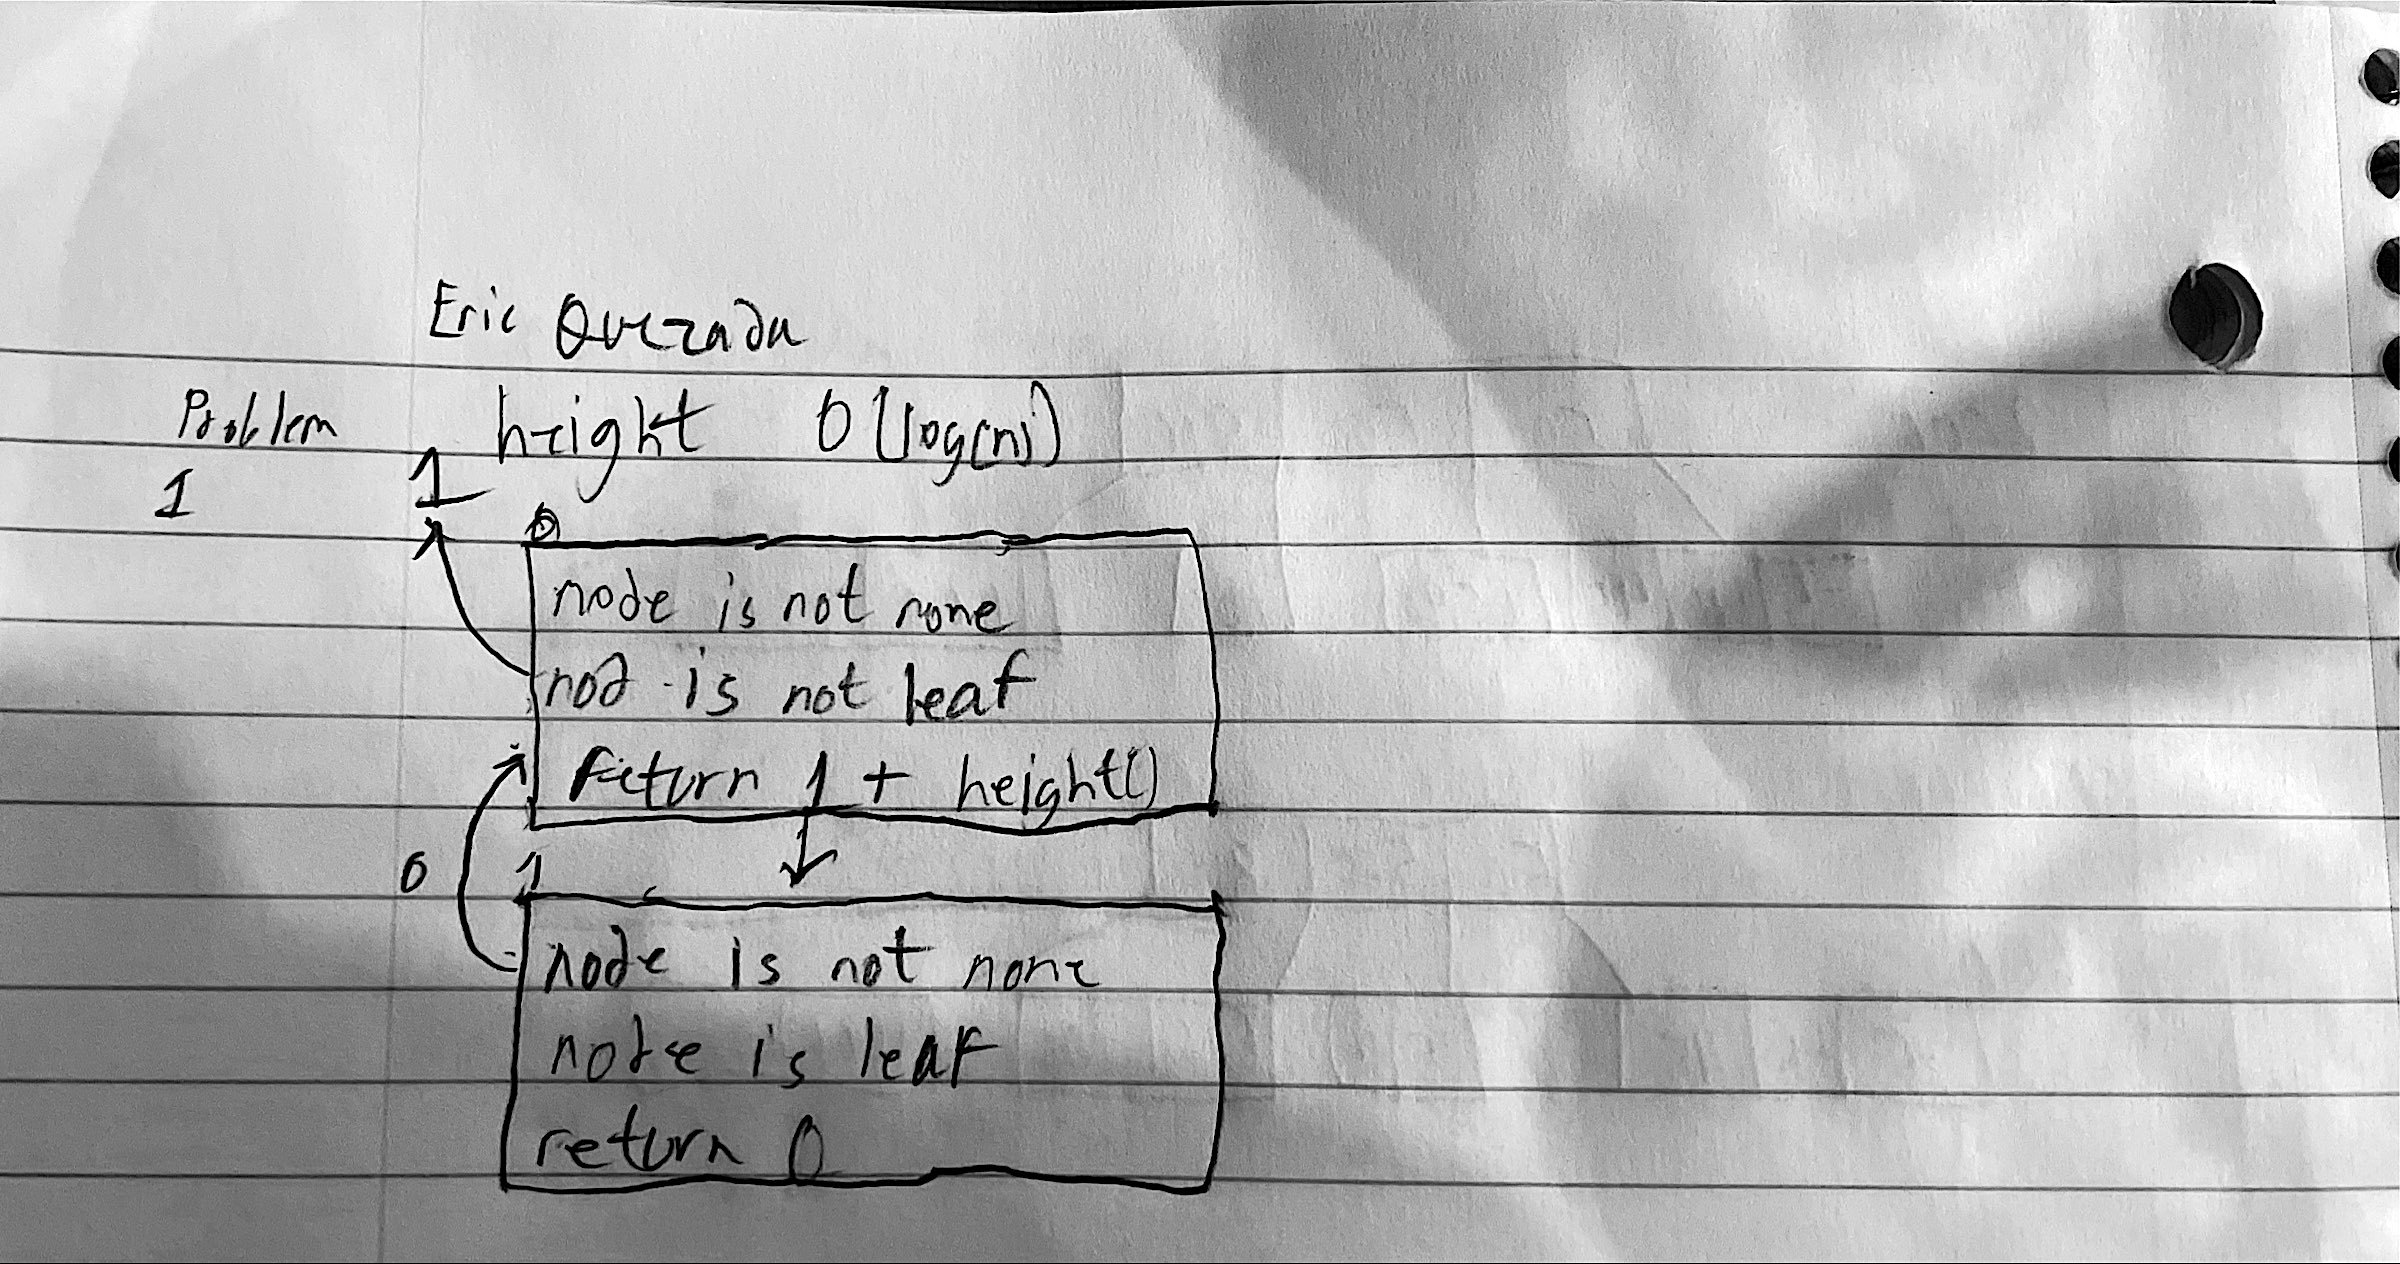 Eric Quezada
Problem height O(log(n))
1 1
0
node is not none
nod is not leaf
return 1 + height()
0 1
node is not none
node is leaf
return 0